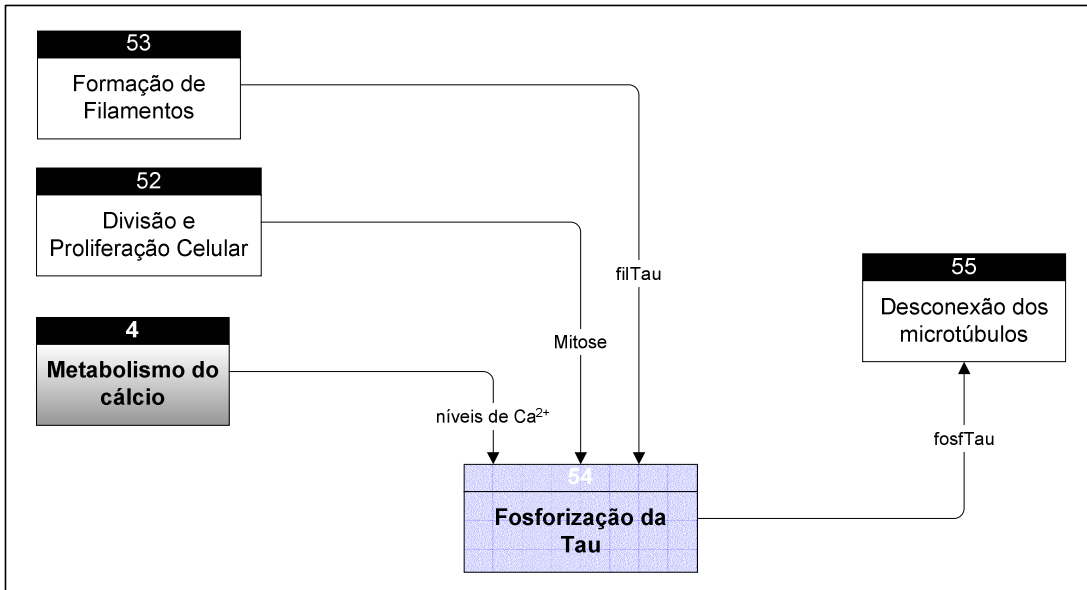 53
Formação de
Filamentos
52
Divisão e
Proliferação Celular
filTau
55
Desconexão dos
microtúbulos
4
Metabolismo do
cálcio
Mitose
níveis de Ca²⁺
fosfTau
54
Fosforização da
Tau